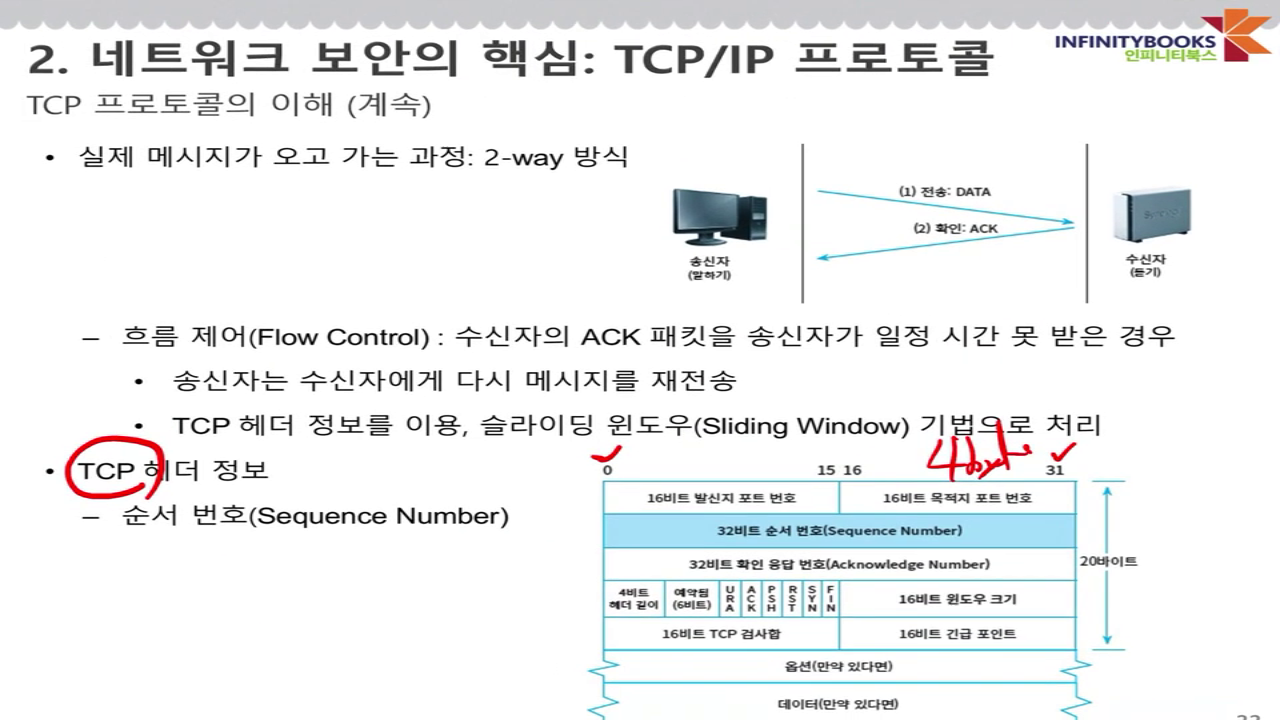 INFINITYBOOKS
인피니티북스
2. 네트워크 보안의 핵심: TCP/IP 프로토콜
TCP 프로토콜의 이해 (계속)
• 실제 메시지가 오고 가는 과정: 2-way 방식
(1) 전송: DATA
(2) 확인: ACK
송신자
(말하기)
수신자
(듣기)
– 흐름 제어(Flow Control) : 수신자의 ACK 패킷을 송신자가 일정 시간 못 받은 경우
• 송신자는 수신자에게 다시 메시지를 재전송
• TCP 헤더 정보를 이용, 슬라이딩 윈도우(Sliding Window) 기법으로 처리
• TCP 헤더 정보
– 순서 번호(Sequence Number)
4byte
0 15 16 31
16비트 발신지 포트 번호 16비트 목적지 포트 번호
32비트 순서 번호(Sequence Number)
32비트 확인 응답 번호(Acknowledge Number)
4비트 헤더 길이 예약됨 (6비트) URA ACK PSH RST SYN FIN 16비트 윈도우 크기
16비트 TCP 검사합 16비트 긴급 포인트
20바이트
옵션(만약 있다면)
데이터(만약 있다면)